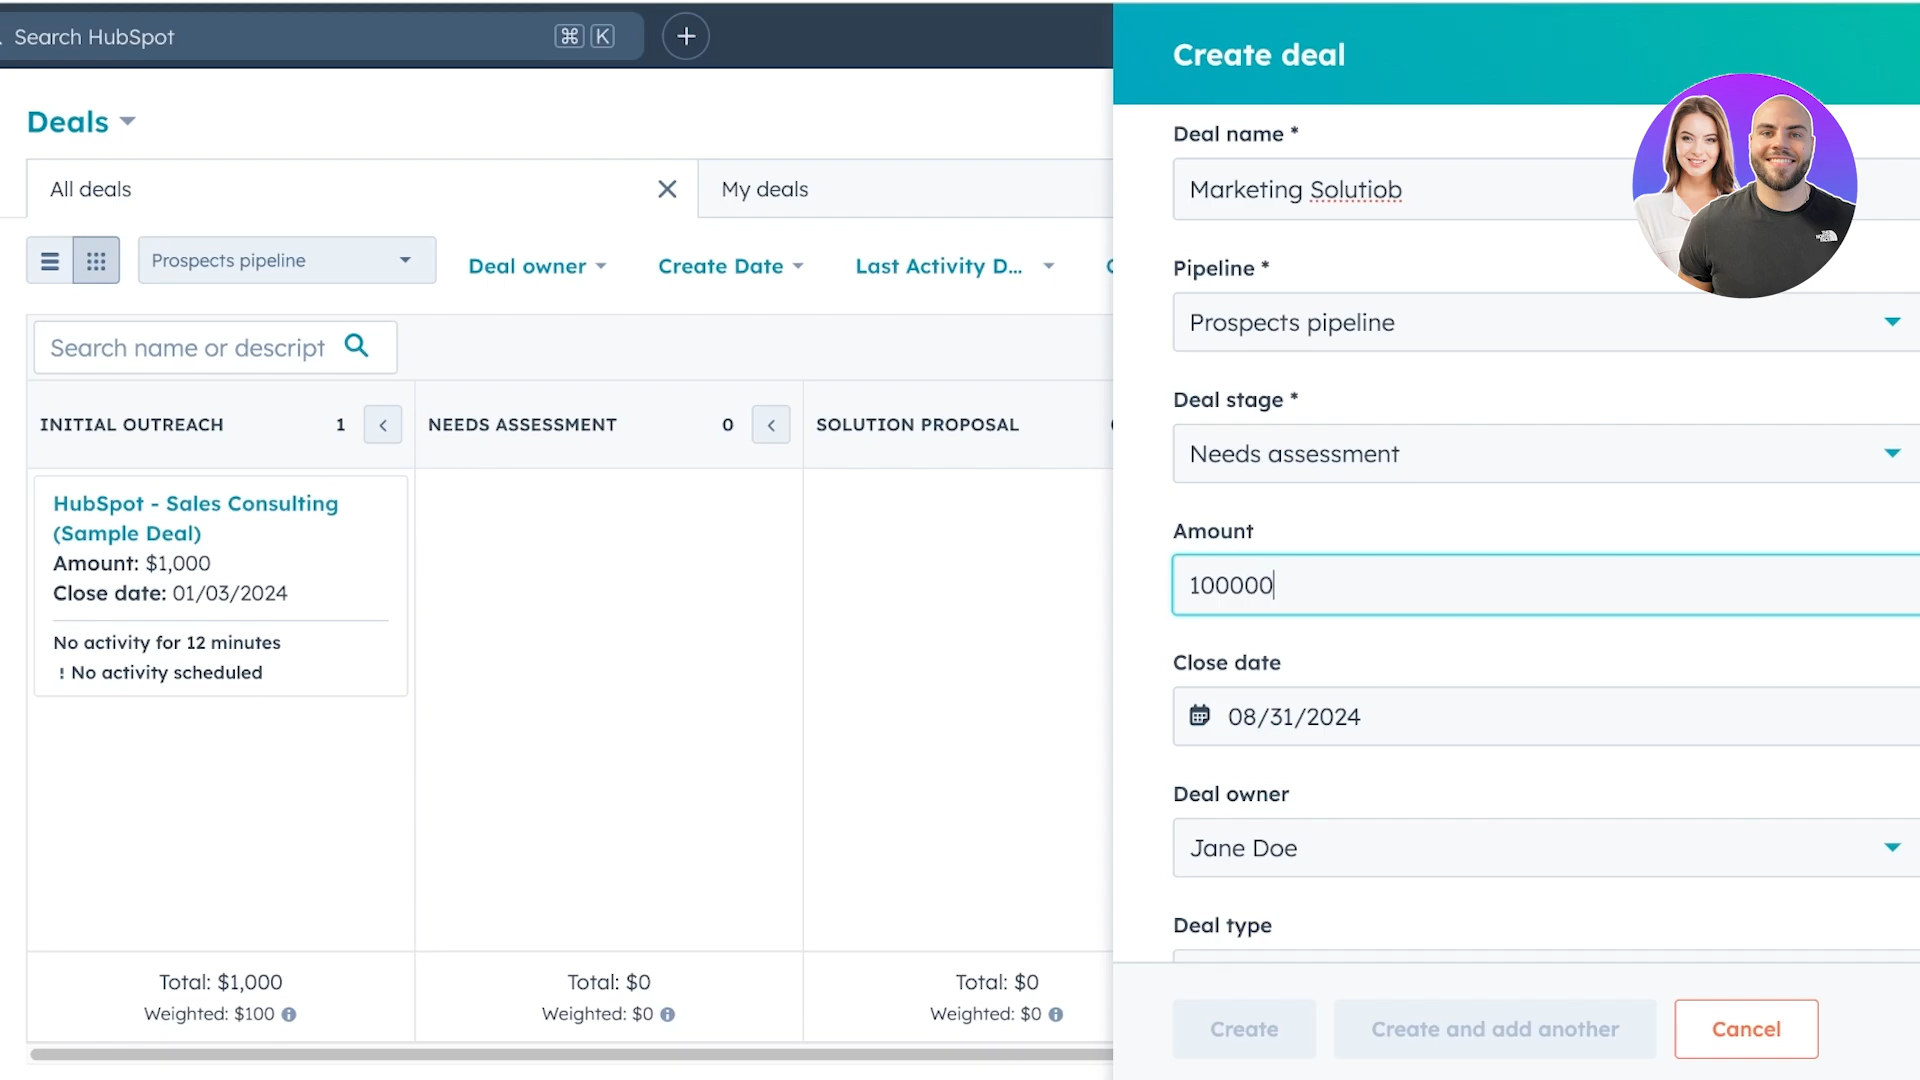 Search HubSpot ⌘ K +
Create deal
Deals
All deals
My deals
Prospects pipeline
Deal owner
Create Date
Last Activity D...
Search name or descript
INITIAL OUTREACH 1
NEEDS ASSESSMENT 0
SOLUTION PROPOSAL
HubSpot - Sales Consulting
(Sample Deal)
Amount: $1,000
Close date: 01/03/2024
No activity for 12 minutes
! No activity scheduled
Total: $1,000
Weighted: $100
Total: $0
Weighted: $0
Total: $0
Weighted: $0
Deal name *
Marketing Solutiob
Pipeline *
Prospects pipeline
Deal stage *
Needs assessment
Amount
100000
Close date
08/31/2024
Deal owner
Jane Doe
Deal type
Create
Create and add another
Cancel